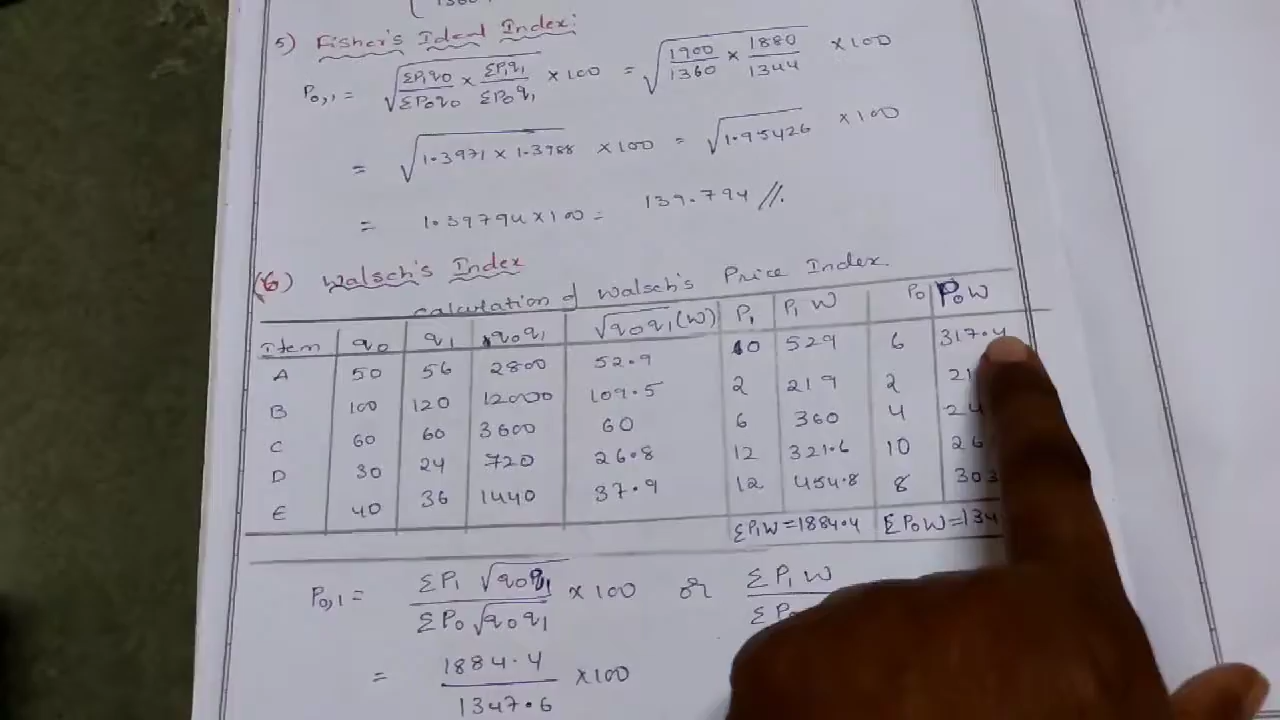 5) Fisher's Ideal Index:
P₀,₁ = √(ΣP₁q₀/ΣP₀q₀ × ΣP₁q₁/ΣP₀q₁) × 100 = √(1900/1360 × 1880/1344) × 100
= √(1.3971 × 1.3988) × 100 = √1.95426 × 100
= 1.39794 × 100 = 139.794 //.
(6) Walsch's Index
calculation of Walsch's Price Index.
Item q₀ q₁ q₀q₁ √q₀q₁ (W) P₁ P₁W P₀ P₀W
A 50 56 2800 52.9 10 529 6 317.4
B 100 120 12000 109.5 2 219 2
C 60 60 3600 60 6 360 4
D 30 24 720 26.8 12 321.6 10
E 40 36 1440 37.9 12 454.8 8
ΣP₁W = 1884.4 ΣP₀W =
P₀,₁ = ΣP₁√q₀q₁ / ΣP₀√q₀q₁ × 100 or ΣP₁W / ΣP₀
= 1884.4 / 1347.6 × 100